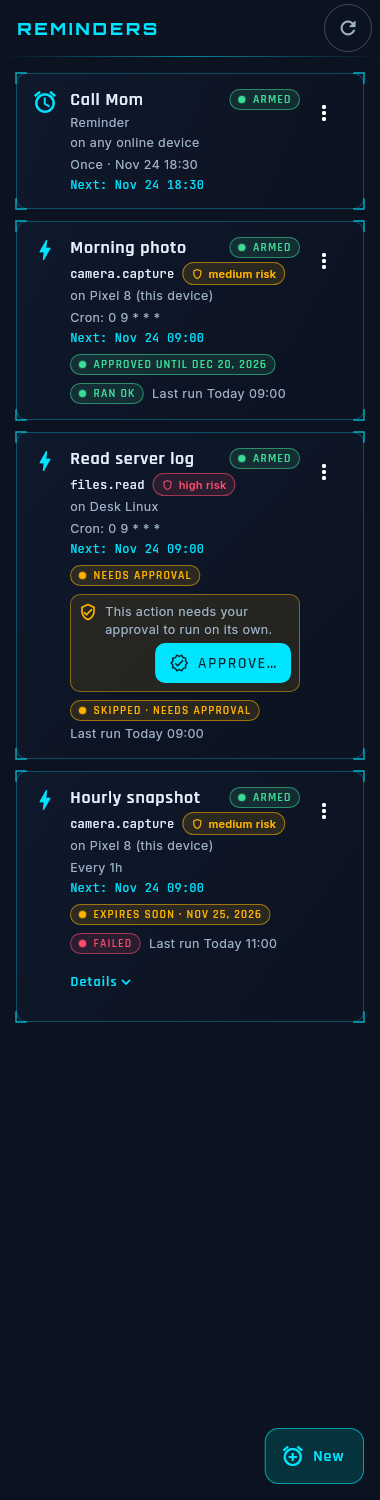 REMINDERS
Call Mom
ARMED
Reminder
on any online device
Once · Nov 24 18:30
Next: Nov 24 18:30
Morning photo
ARMED
camera.capture
medium risk
on Pixel 8 (this device)
Cron: 0 9 * * *
Next: Nov 24 09:00
APPROVED UNTIL DEC 20, 2026
RAN OK
Last run Today 09:00
Read server log
ARMED
files.read
high risk
on Desk Linux
Cron: 0 9 * * *
Next: Nov 24 09:00
NEEDS APPROVAL
This action needs your
approval to run on its own.
APPROVE…
SKIPPED · NEEDS APPROVAL
Last run Today 09:00
Hourly snapshot
ARMED
camera.capture
medium risk
on Pixel 8 (this device)
Every 1h
Next: Nov 24 09:00
EXPIRES SOON · NOV 25, 2026
FAILED
Last run Today 11:00
Details
New